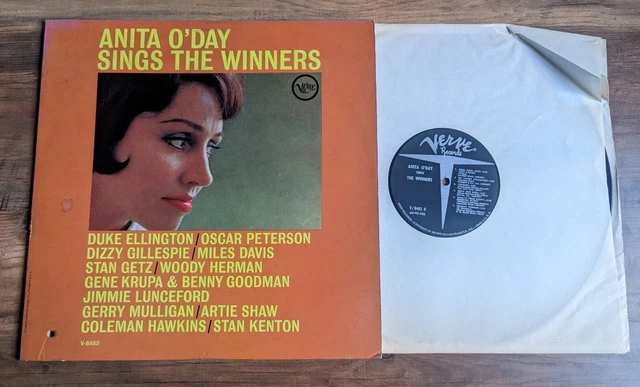 ANITA O'DAY
SINGS THE WINNERS
Verve
DUKE ELLINGTON/OSCAR PETERSON
DIZZY GILLESPIE/MILES DAVIS
STAN GETZ/WOODY HERMAN
GENE KRUPA & BENNY GOODMAN
JIMMIE LUNCEFORD
GERRY MULLIGAN/ARTIE SHAW
COLEMAN HAWKINS/STAN KENTON
V-8485
VERVE
Records
ANITA O'DAY
SINGS
THE WINNERS